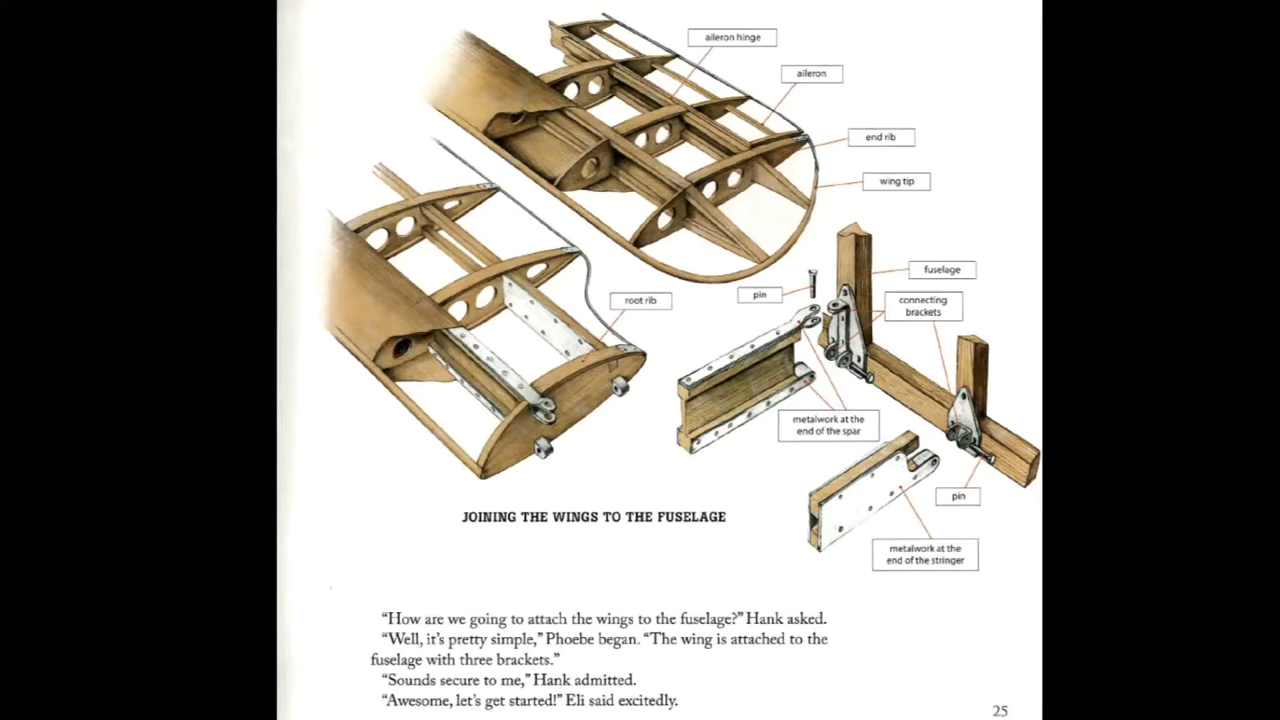 aileron hinge
aileron
end rib
wing tip
fuselage
pin
connecting
brackets
root rib
metalwork at the
end of the spar
pin
metalwork at the
end of the stringer
JOINING THE WINGS TO THE FUSELAGE
“How are we going to attach the wings to the fuselage?” Hank asked.
“Well, it’s pretty simple,” Phoebe began. “The wing is attached to the
fuselage with three brackets.”
“Sounds secure to me,” Hank admitted.
“Awesome, let’s get started!” Eli said excitedly.
25